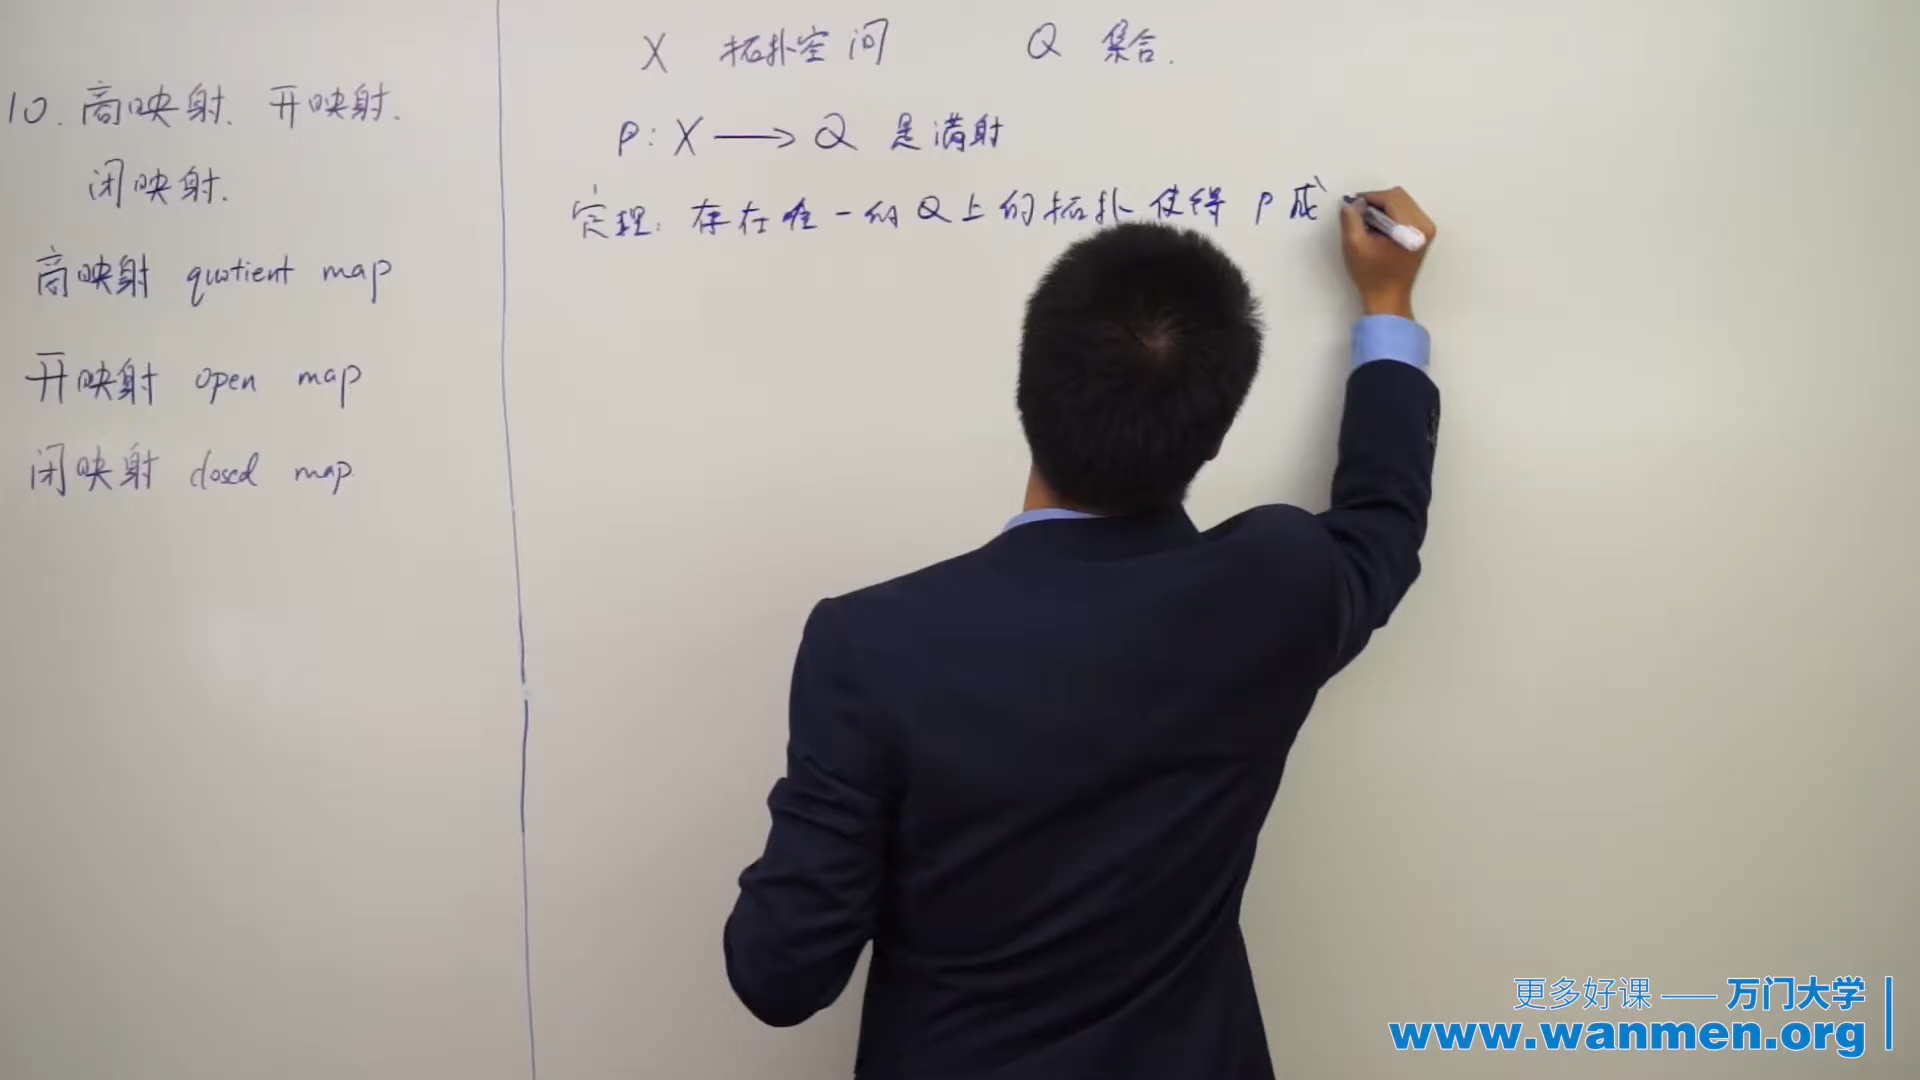 10. 商映射、开映射.
闭映射.
商映射 quotient map
开映射 open map
闭映射 closed map
X 拓扑空间 Q 集合.
p: X ⟶ Q 是满射
定理: 存在唯一的 Q 上的拓扑使得 p 成
更多好课 —— 万门大学
www.wanmen.org